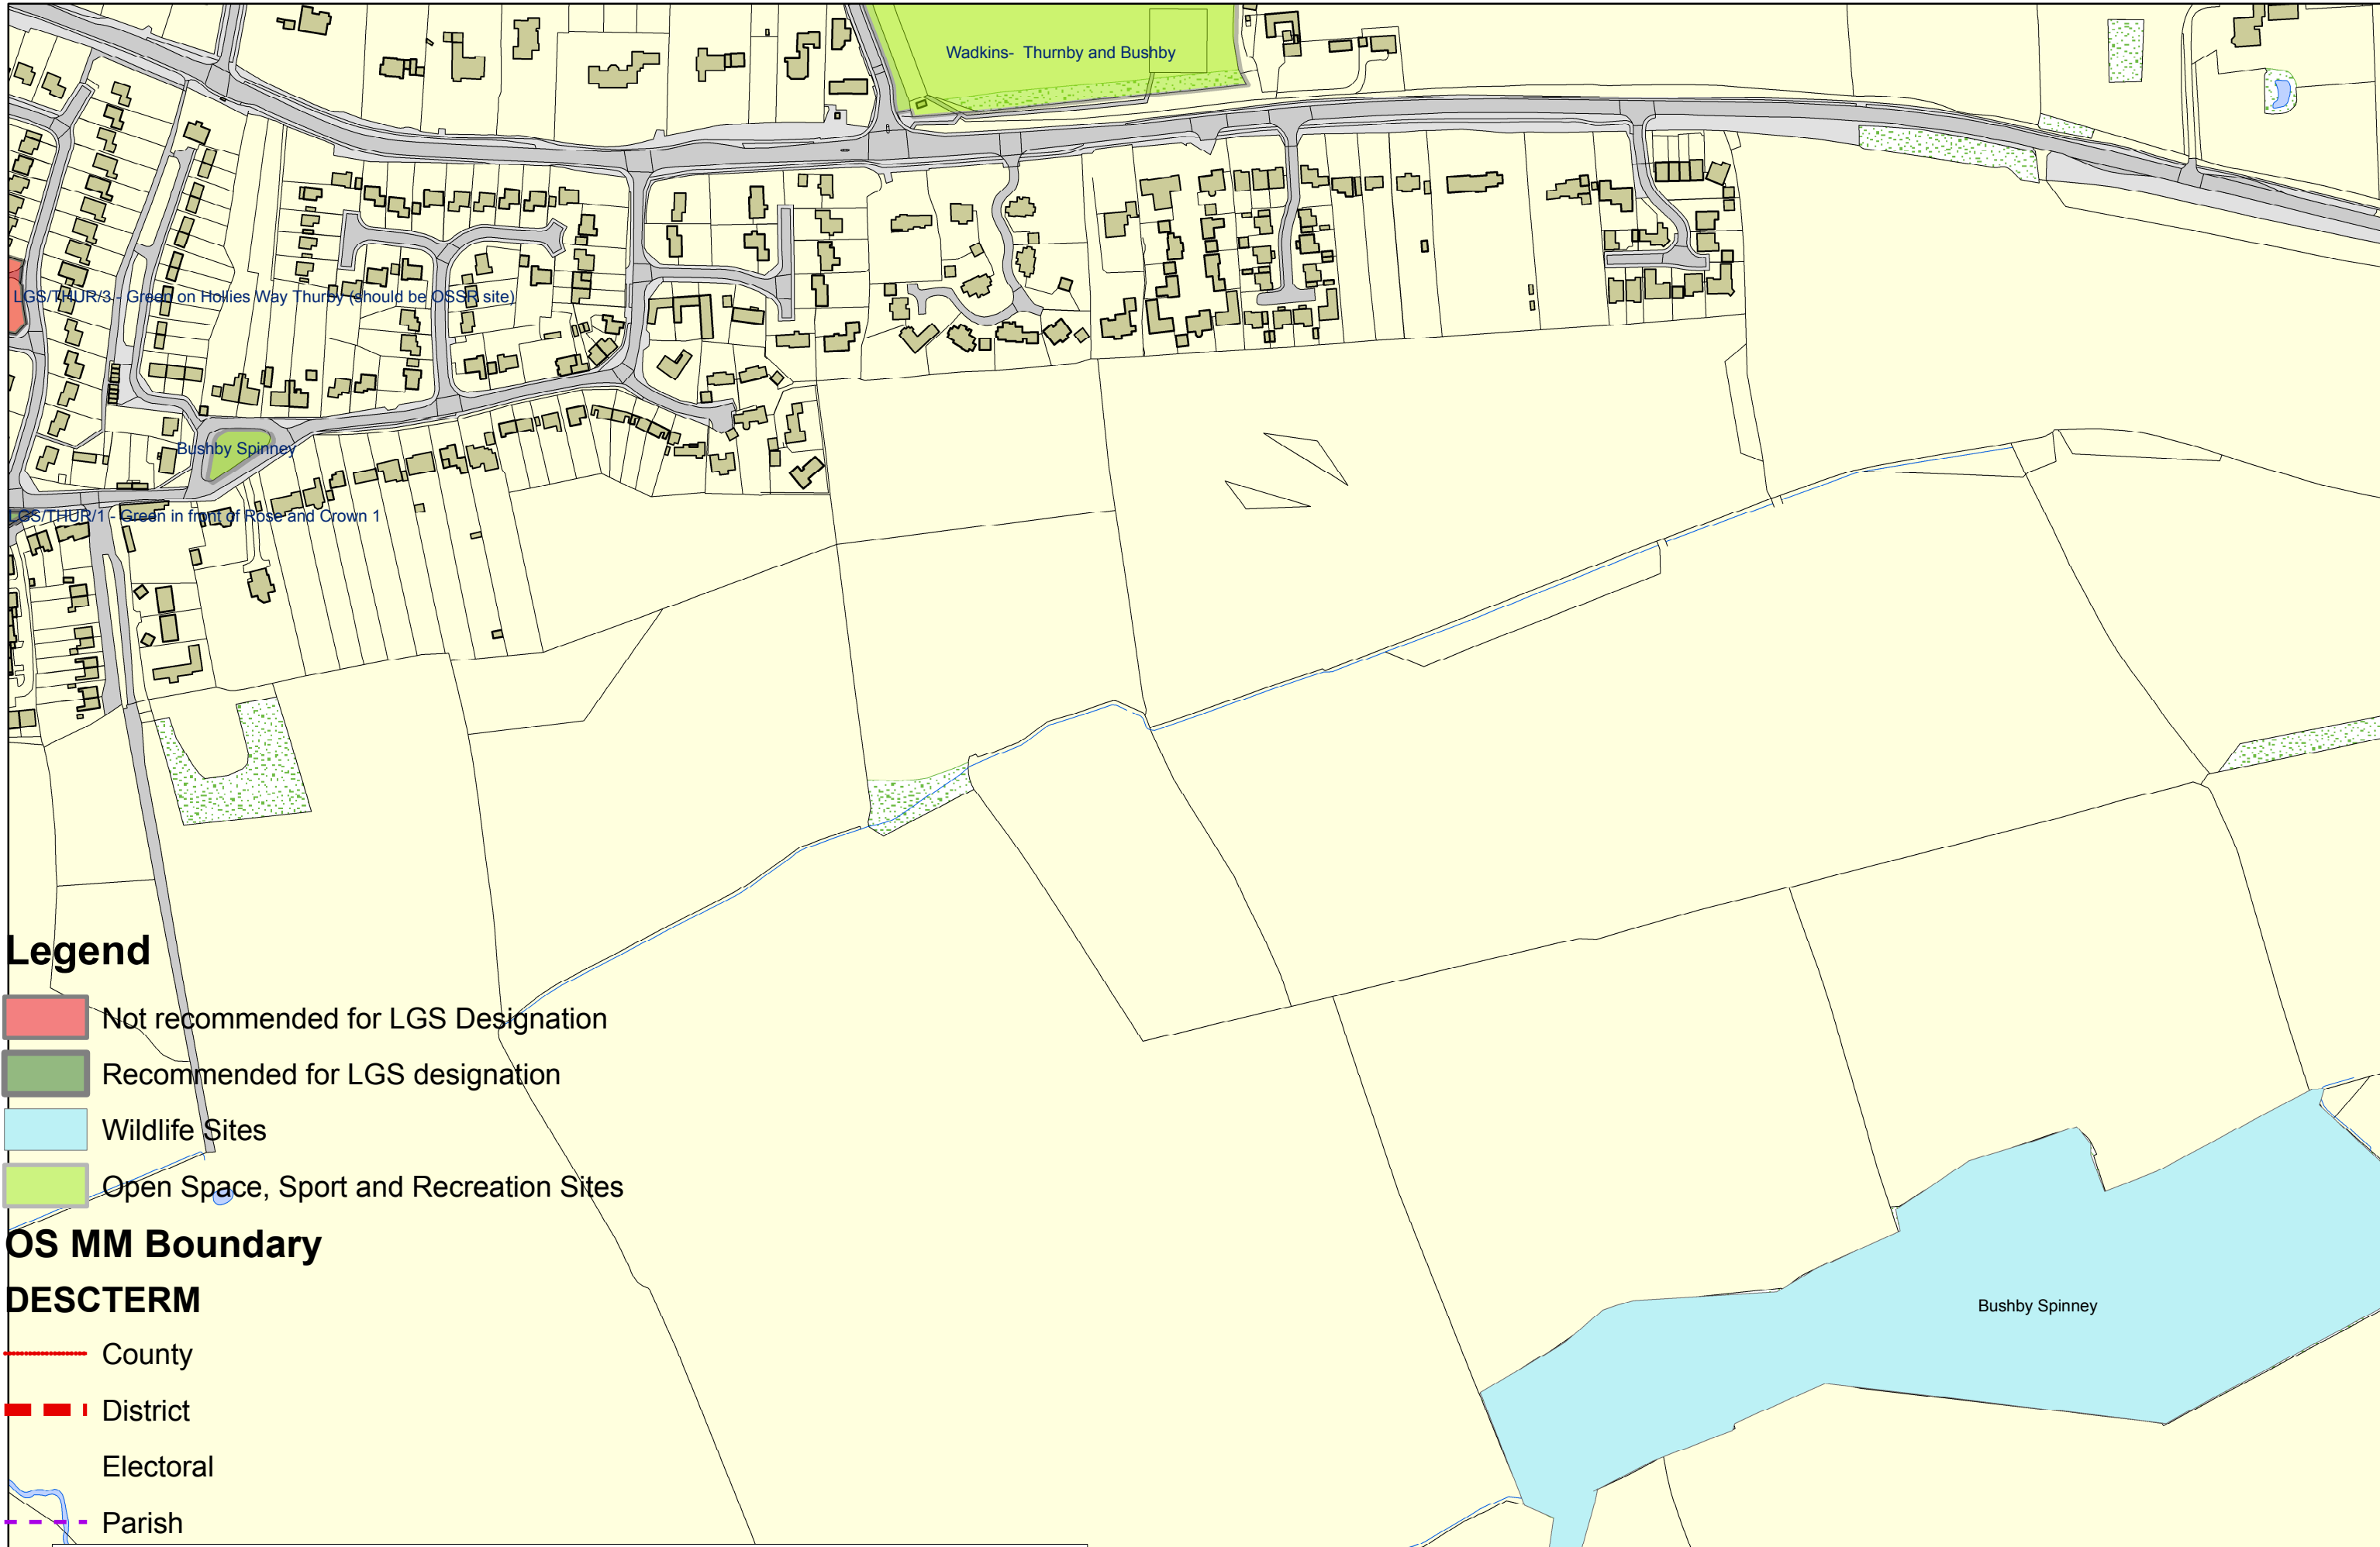 Wadkins- Thurnby and Bushby
LGS/THUR/3 - Green on Hollies Way Thurby (should be OSSR site)
Bushby Spinney
LGS/THUR/1 - Green in front of Rose and Crown 1
Legend
Not recommended for LGS Designation
Recommended for LGS designation
Wildlife Sites
Open Space, Sport and Recreation Sites
OS MM Boundary
DESCTERM
County
District
Electoral
Parish
Bushby Spinney